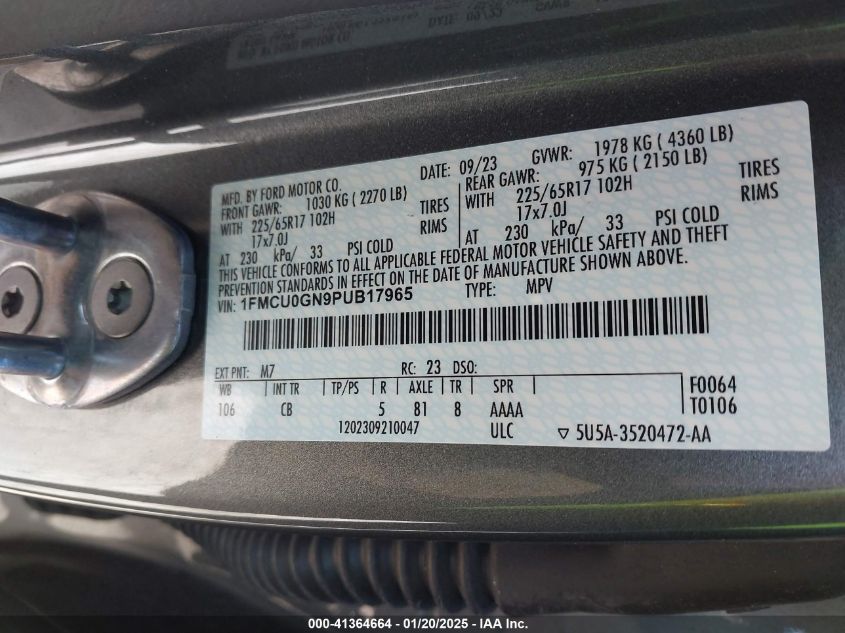 MFD. BY FORD MOTOR CO. DATE: 09/23 GVWR: 1978 KG ( 4360 LB)
FRONT GAWR: 1030 KG ( 2270 LB) REAR GAWR: 975 KG ( 2150 LB)
WITH 225/65R17 102H TIRES WITH 225/65R17 102H TIRES
17x7.0J RIMS 17x7.0J RIMS
AT 230 kPa/ 33 PSI COLD AT 230 kPa/ 33 PSI COLD
THIS VEHICLE CONFORMS TO ALL APPLICABLE FEDERAL MOTOR VEHICLE SAFETY AND THEFT
PREVENTION STANDARDS IN EFFECT ON THE DATE OF MANUFACTURE SHOWN ABOVE.
VIN: 1FMCU0GN9PUB17965 TYPE: MPV
EXT PNT: M7 RC: 23 DSO:
WB INT TR TP/PS R AXLE TR SPR F0064
106 CB 5 81 8 AAAA T0106
1202309210047 ULC ▽ 5U5A-3520472-AA
000-41364664 / 01/20/2025 - IAA Inc.